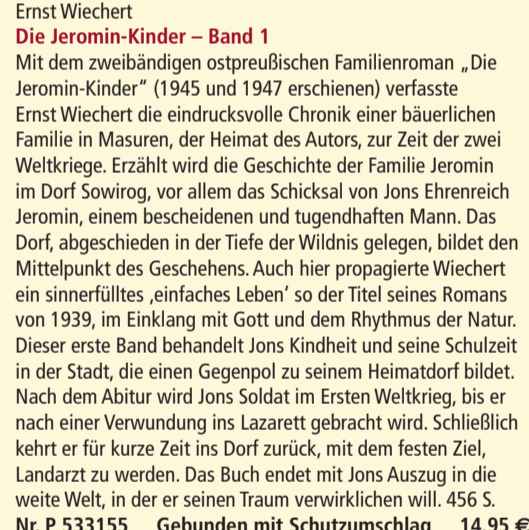 Ernst Wiechert
Die Jeromin-Kinder – Band 1
Mit dem zweibändigen ostpreußischen Familienroman „Die
Jeromin-Kinder“ (1945 und 1947 erschienen) verfasste
Ernst Wiechert die eindrucksvolle Chronik einer bäuerlichen
Familie in Masuren, der Heimat des Autors, zur Zeit der zwei
Weltkriege. Erzählt wird die Geschichte der Familie Jeromin
im Dorf Sowirog, vor allem das Schicksal von Jons Ehrenreich
Jeromin, einem bescheidenen und tugendhaften Mann. Das
Dorf, abgeschieden in der Tiefe der Wildnis gelegen, bildet den
Mittelpunkt des Geschehens. Auch hier propagierte Wiechert
ein sinnerfülltes ‚einfaches Leben‘ so der Titel seines Romans
von 1939, im Einklang mit Gott und dem Rhythmus der Natur.
Dieser erste Band behandelt Jons Kindheit und seine Schulzeit
in der Stadt, die einen Gegenpol zu seinem Heimatdorf bildet.
Nach dem Abitur wird Jons Soldat im Ersten Weltkrieg, bis er
nach einer Verwundung ins Lazarett gebracht wird. Schließlich
kehrt er für kurze Zeit ins Dorf zurück, mit dem festen Ziel,
Landarzt zu werden. Das Buch endet mit Jons Auszug in die
weite Welt, in der er seinen Traum verwirklichen will. 456 S.
Nr. P 533155 Gebunden mit Schutzumschlag 14,95 €